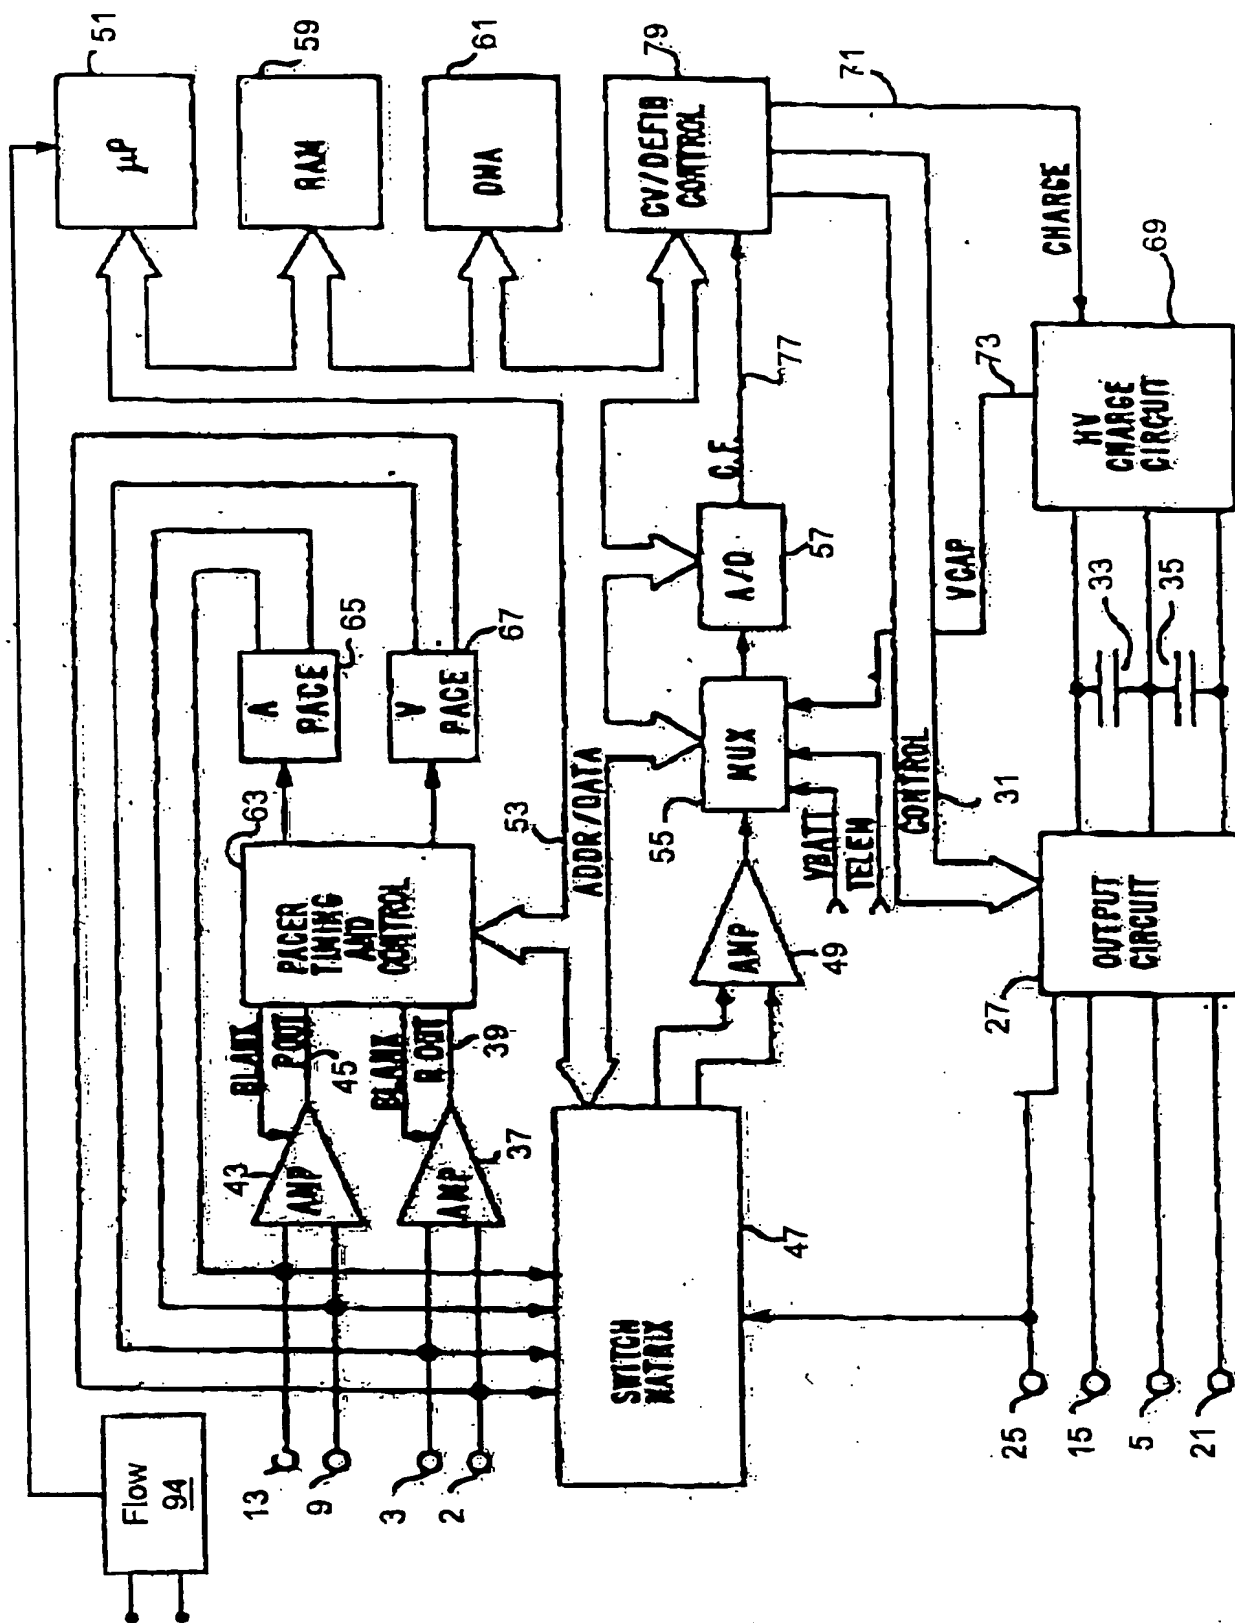 Flow
94
51
µP
59
RAM
61
DMA
79
CV/DEFIB
CONTROL
71
CHARGE
69
HV
CHARGE
CIRCUIT
73
VCAP
33
35
77
C.F.
A/D
57
MUX
55
VBATT
TELEM
CONTROL
31
AMP
49
53
ADDR/DATA
A
PACE
65
V
PACE
67
63
PACER
TIMING
AND
CONTROL
BLANK
POUT
45
BLANK
R OUT
39
43
AMP
37
AMP
13
9
3
2
SWITCH
MATRIX
47
27
OUTPUT
CIRCUIT
25
15
5
21